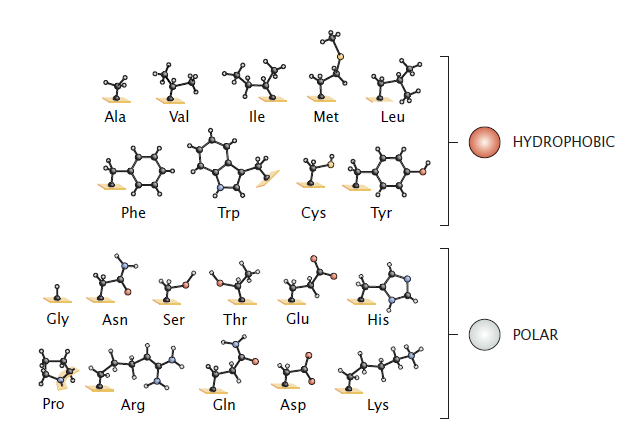 Ala Val Ile Met Leu
HYDROPHOBIC
Phe Trp Cys Tyr
Gly Asn Ser Thr Glu His
POLAR
Pro Arg Gln Asp Lys